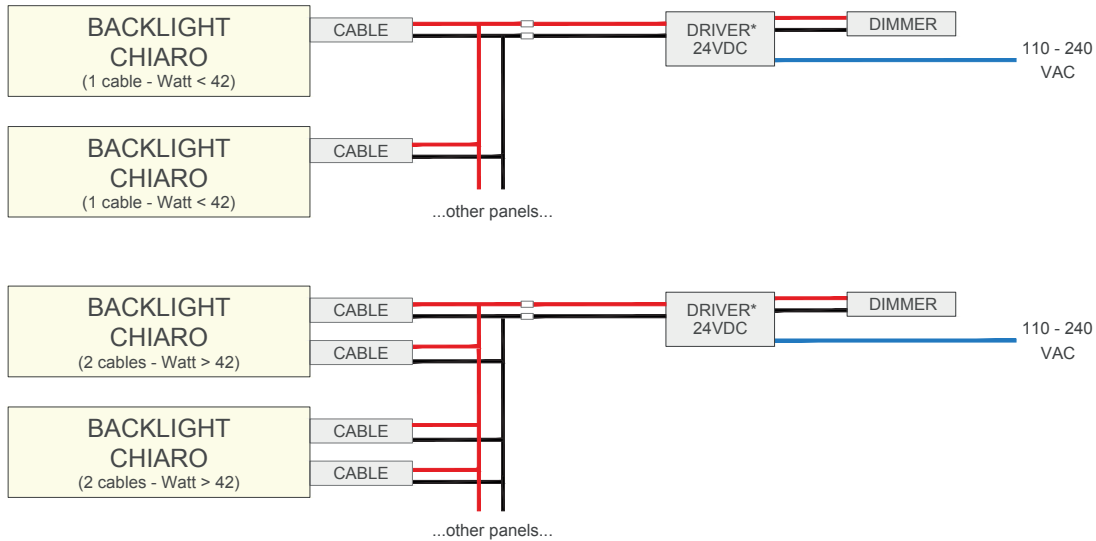 BACKLIGHT
CHIARO
(1 cable - Watt < 42)
CABLE
DRIVER*
24VDC
DIMMER
110 - 240
VAC
BACKLIGHT
CHIARO
(1 cable - Watt < 42)
CABLE
...other panels...
BACKLIGHT
CHIARO
(2 cables - Watt > 42)
CABLE
CABLE
DRIVER*
24VDC
DIMMER
110 - 240
VAC
BACKLIGHT
CHIARO
(2 cables - Watt > 42)
CABLE
CABLE
...other panels...